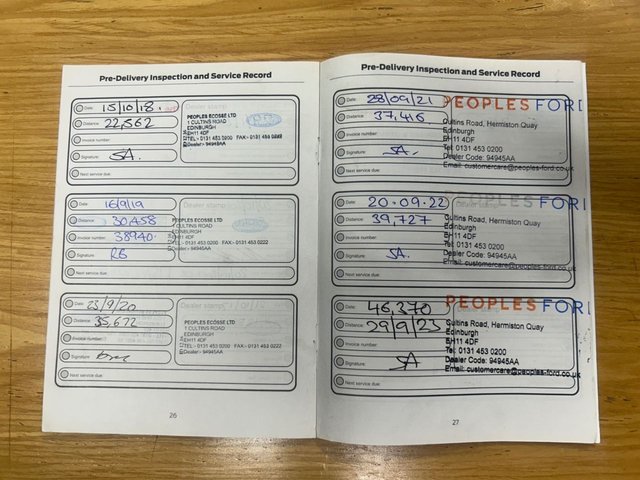 Pre-Delivery Inspection and Service Record
Date: 15/10/18.
Dealer stamp
Distance: 22,562
Invoice number:
Signature: SA.
Next service due:
PEOPLES ECOSSE LTD
1 CULTINS ROAD
EDINBURGH
EH11 4DF
TEL - 0131 453 0200 FAX - 0131 453 0222
Dealer - 94945AA
Date: 16/9/19
Distance: 30,458
Invoice number: 38940.
Signature: RB
Next service due:
PEOPLES ECOSSE LTD
1 CULTINS ROAD
EDINBURGH
EH11 4DF
TEL - 0131 453 0200 FAX - 0131 453 0222
Dealer - 94945AA
Date: 23/9/20
Dealer stamp
Distance: 35,672
Invoice number:
Signature:
Next service due:
PEOPLES ECOSSE LTD
1 CULTINS ROAD
EDINBURGH
EH11 4DF
TEL - 0131 453 0200 FAX - 0131 453 0222
Dealer - 94945AA
26
Pre-Delivery Inspection and Service Record
Date: 28/09/21
Distance: 37,416
Invoice number:
Signature: SA.
Next service due:
PEOPLES FORD
Cultins Road, Hermiston Quay
Edinburgh
EH11 4DF
Tel: 0131 453 0200
Dealer Code: 94945AA
Email: customercare@peoples-ford.co.uk
Date: 20.09.22
Distance: 39,727
Invoice number:
Signature: SA.
Next service due:
PEOPLES FORD
Cultins Road, Hermiston Quay
Edinburgh
EH11 4DF
Tel: 0131 453 0200
Dealer Code: 94945AA
Email: customercare@peoples-ford.co.uk
Date: 46,370
Distance: 29/9/23
Invoice number:
Signature: SA
Next service due:
PEOPLES FORD
Cultins Road, Hermiston Quay
Edinburgh
EH11 4DF
Tel: 0131 453 0200
Dealer Code: 94945AA
Email: customercare@peoples-ford.co.uk
27